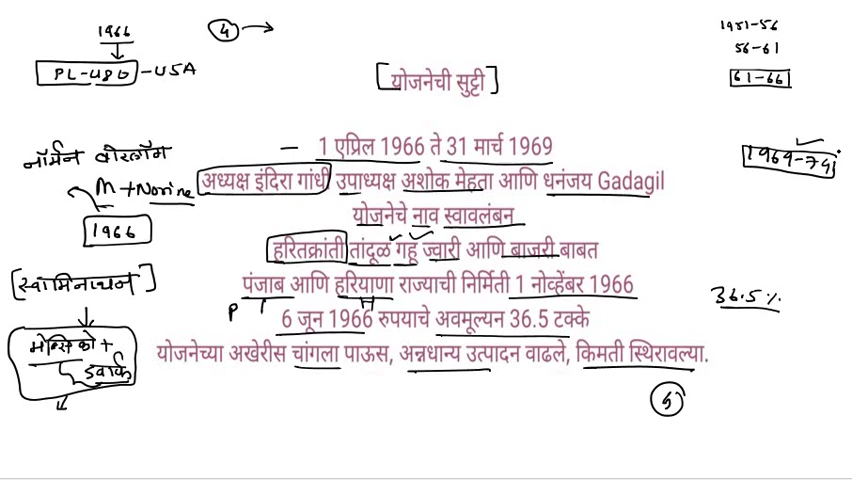 1966
PL-480 -USA
4 →
1951-56
56-61
61-66
[योजनेची सुट्टी]
नॉर्मन बोरलॉग
– 1 एप्रिल 1966 ते 31 मार्च 1969
1969-74
M + Norine
अध्यक्ष इंदिरा गांधी उपाध्यक्ष अशोक मेहता आणि धनंजय Gadagil
1966
योजनेचे नाव स्वावलंबन
हरितक्रांती तांदूळ गहू ज्वारी आणि बाजरी बाबत
[स्वामिनाथन]
पंजाब आणि हरियाणा राज्याची निर्मिती 1 नोव्हेंबर 1966
P H
36.5 %
6 जून 1966 रुपयाचे अवमूल्यन 36.5 टक्के
मेक्सिको +
योजनेच्या अखेरीस चांगला पाऊस, अन्नधान्य उत्पादन वाढले, किमती स्थिरावल्या.